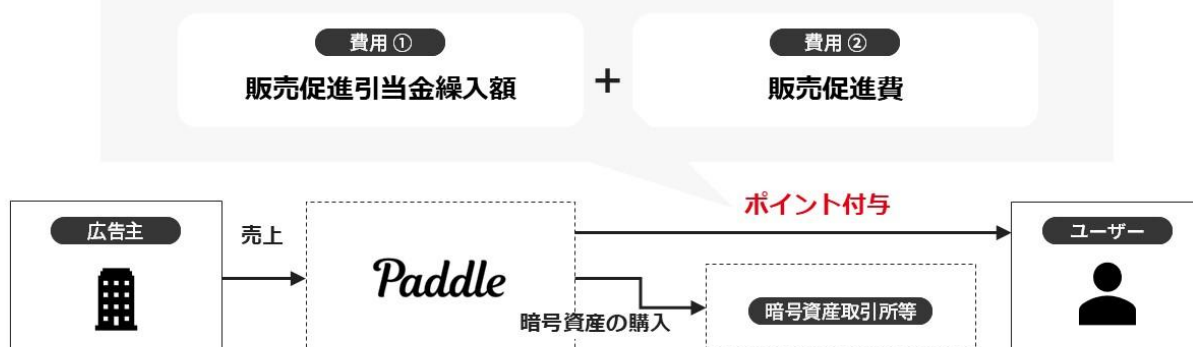 費用①
販売促進引当金繰入額
+
費用②
販売促進費
ポイント付与
広告主
売上
Paddle
ユーザー
暗号資産の購入
暗号資産取引所等